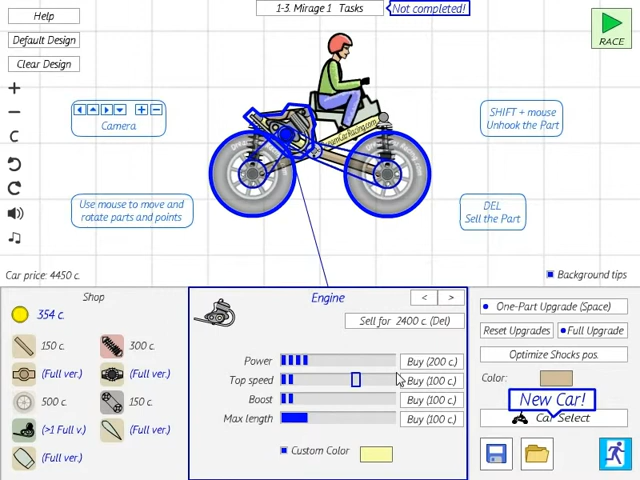 Help
1-3. Mirage 1 Tasks
Not completed!
Default Design
RACE
Clear Design
Camera
SHIFT + mouse
Unhook the Part
Use mouse to move and
rotate parts and points
DEL
Sell the Part
Car price: 4450 c.
Background tips
Shop
Engine
354 c.
One-Part Upgrade (Space)
Sell for 2400 c. (Del)
Reset Upgrades
Full Upgrade
150 c.
300 c.
Optimize Shocks pos.
Power
Buy (200 c.)
(Full ver.)
(Full ver.)
Top speed
Buy (100 c.)
Color:
500 c.
150 c.
Boost
Buy (100 c.)
New Car!
Max length
Buy (100 c.)
Car Select
(>1 Full v.)
(Full ver.)
Custom Color
(Full ver.)